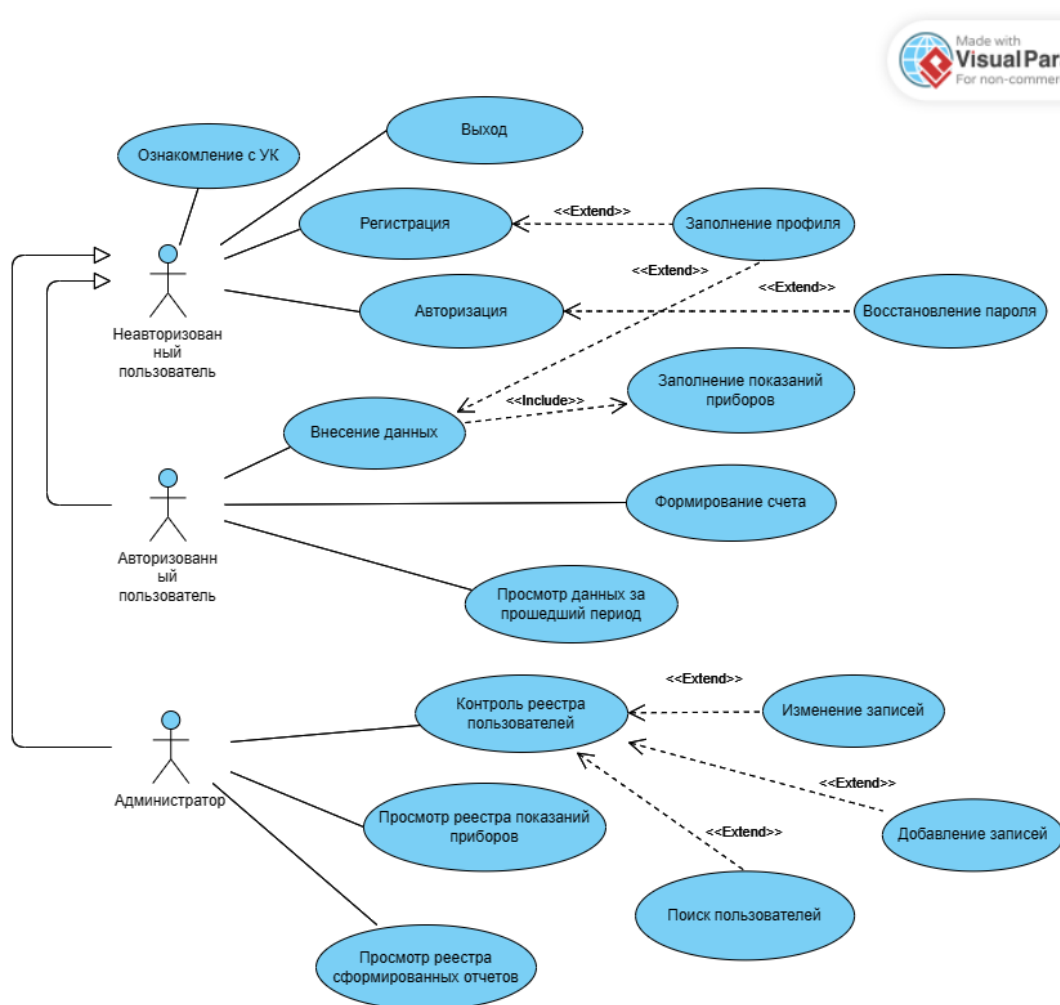 Made with
Visual Par
For non-commer
Выход
Ознакомление с УК
Регистрация
<<Extend>>
Заполнение профиля
<<Extend>>
<<Extend>>
Авторизация
Восстановление пароля
Неавторизован
ный
пользователь
Заполнение показаний
приборов
<<Include>>
Внесение данных
Формирование счета
Авторизованн
ый
пользователь
Просмотр данных за
прошедший период
<<Extend>>
Контроль реестра
пользователей
Изменение записей
<<Extend>>
Администратор
Просмотр реестра показаний
приборов
<<Extend>>
Добавление записей
Поиск пользователей
Просмотр реестра
сформированных отчетов